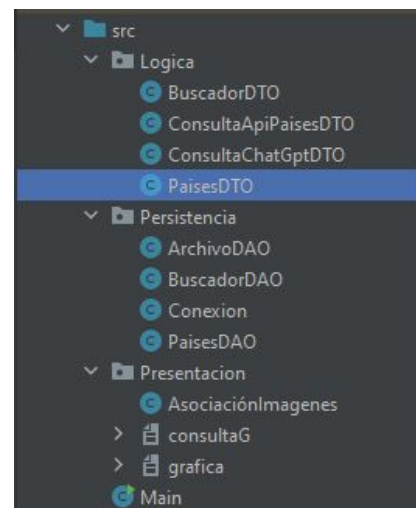 src
Logica
BuscadorDTO
ConsultaApiPaisesDTO
ConsultaChatGptDTO
PaisesDTO
Persistencia
ArchivoDAO
BuscadorDAO
Conexion
PaisesDAO
Presentacion
AsociaciónImagenes
consultaG
grafica
Main